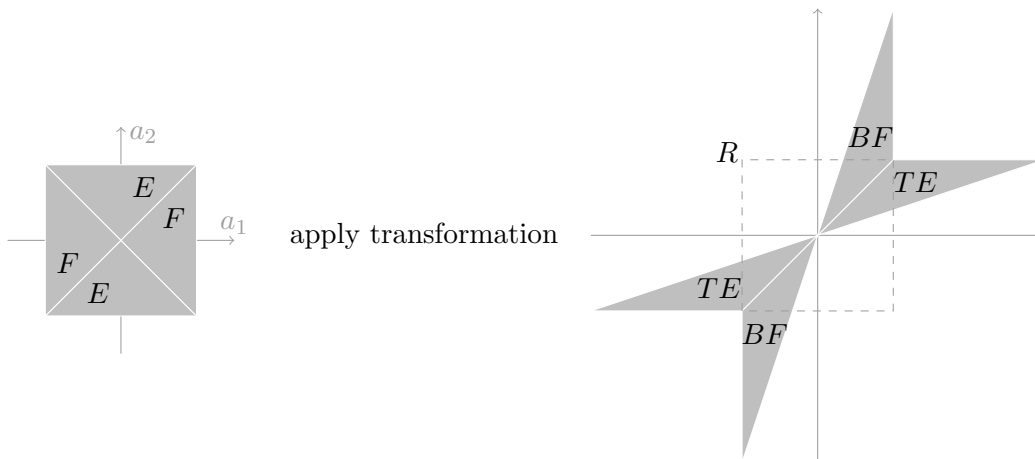 a₂
E
F
a₁
F
E
apply transformation
BF
R
TE
TE
BF